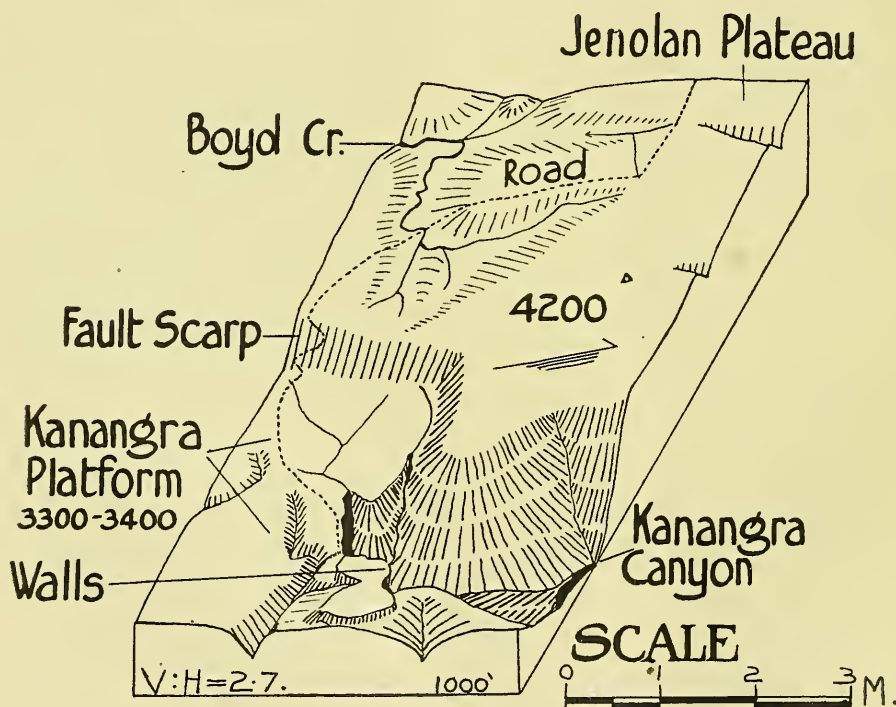 Jenolan Plateau
Boyd Cr.
Road
4200
Fault Scarp
Kanangra
Platform
3300-3400
Kanangra
Canyon
Walls
SCALE
V:H=2·7.
1000'
0 1 2 3 M.